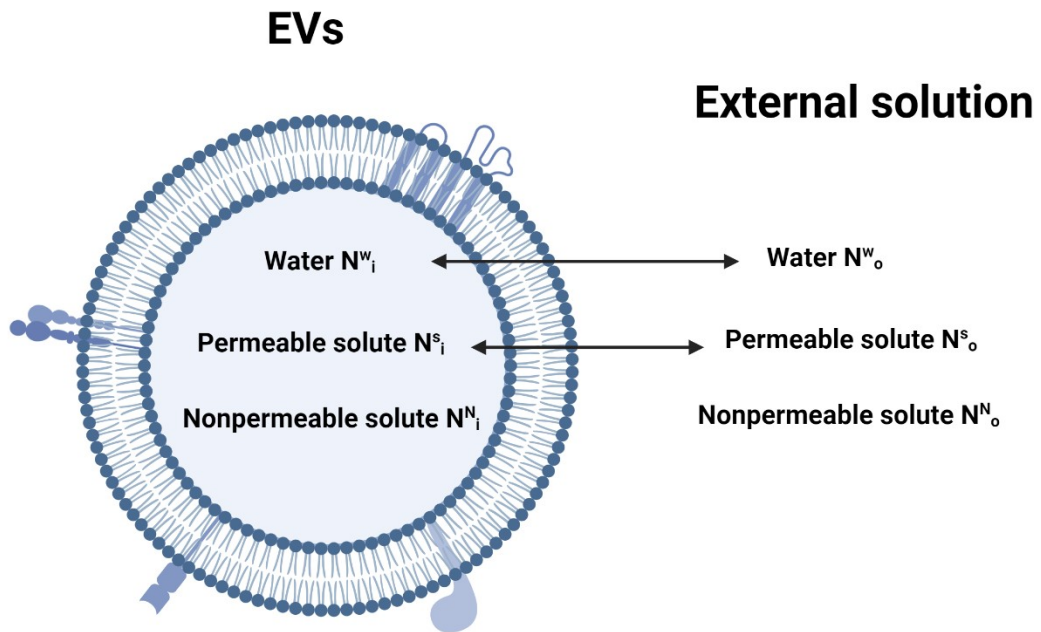 EVs
External solution
Water Nʷᵢ
Water Nʷₒ
Permeable solute Nˢᵢ
Permeable solute Nˢₒ
Nonpermeable solute Nᴺᵢ
Nonpermeable solute Nᴺₒ